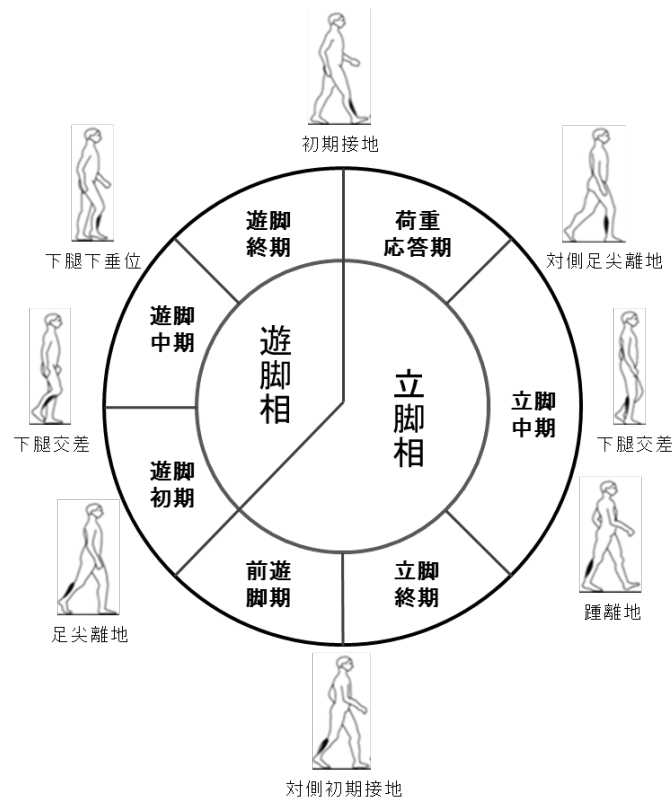 初期接地
下腿下垂位
対側足尖離地
遊脚
終期
荷重
応答期
遊脚
中期
遊脚相
立脚相
立脚
中期
下腿交差
下腿交差
遊脚
初期
前遊
脚期
立脚
終期
足尖離地
踵離地
対側初期接地